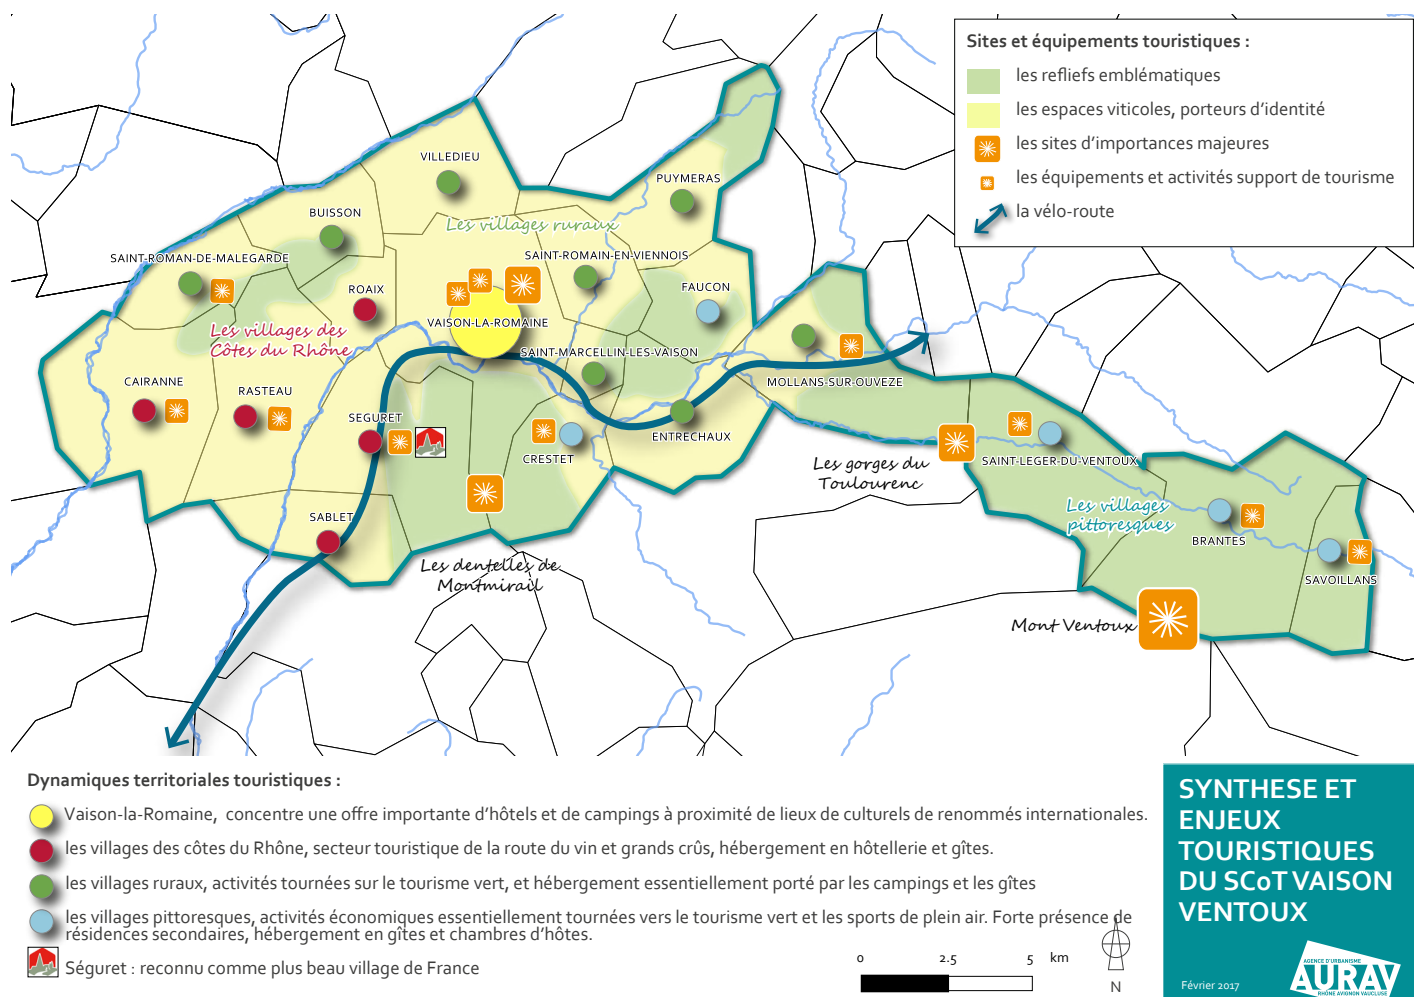 Sites et équipements touristiques :
les refliefs emblématiques
les espaces viticoles, porteurs d'identité
les sites d'importances majeures
les équipements et activités support de tourisme
la vélo-route
VILLEDIEU
PUYMERAS
BUISSON
Les villages ruraux
SAINT-ROMAN-DE-MALEGARDE
SAINT-ROMAIN-EN-VIENNOIS
ROAIX
FAUCON
Les villages des
Côtes du Rhône
VAISON-LA-ROMAINE
SAINT-MARCELLIN-LES-VAISON
CAIRANNE
RASTEAU
MOLLANS-SUR-OUVEZE
SEGURET
ENTRECHAUX
CRESTET
Les gorges du
Toulourenc
SAINT-LEGER-DU-VENTOUX
SABLET
Les villages
pittoresques
BRANTES
Les dentelles de
Montmirail
SAVOILLANS
Mont Ventoux
Dynamiques territoriales touristiques :
Vaison-la-Romaine, concentre une offre importante d'hôtels et de campings à proximité de lieux de culturels de renommés internationales.
les villages des côtes du Rhône, secteur touristique de la route du vin et grands crûs, hébergement en hôtellerie et gîtes.
les villages ruraux, activités tournées sur le tourisme vert, et hébergement essentiellement porté par les campings et les gîtes
les villages pittoresques, activités économiques essentiellement tournées vers le tourisme vert et les sports de plein air. Forte présence de
résidences secondaires, hébergement en gîtes et chambres d'hôtes.
Séguret : reconnu comme plus beau village de France
0 2.5 5 km
N
SYNTHESE ET
ENJEUX
TOURISTIQUES
DU SCoT VAISON
VENTOUX
Février 2017
AGENCE D'URBANISME
AURAV
RHÔNE AVIGNON VAUCLUSE